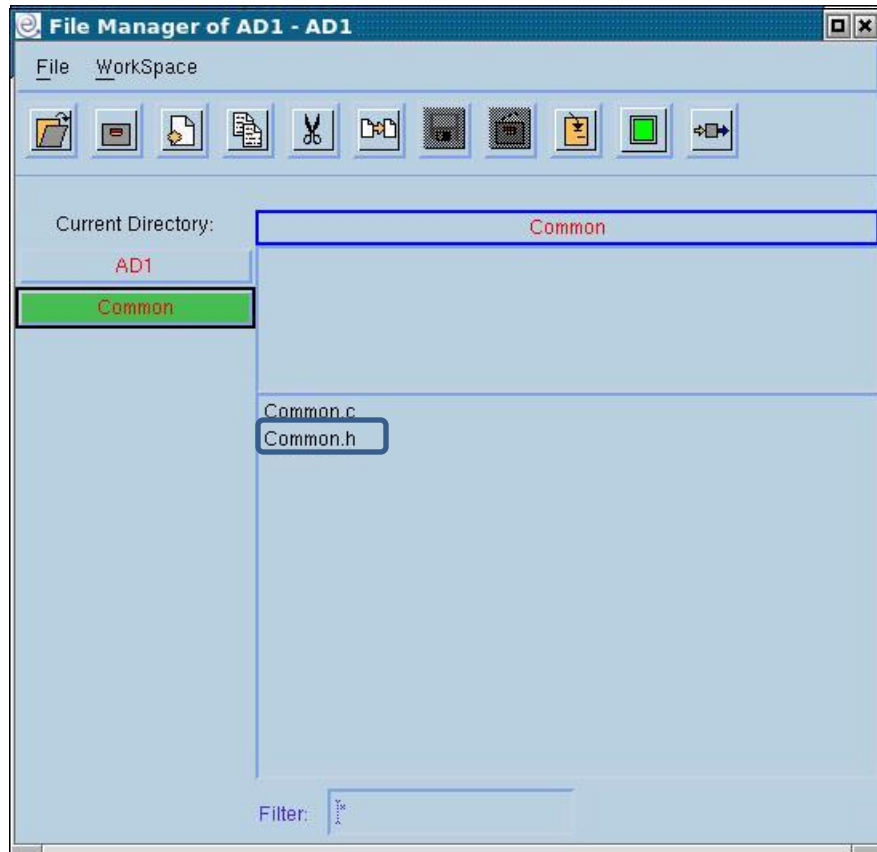 File Manager of AD1 - AD1
File WorkSpace
Current Directory:
Common
AD1
Common
Common.c
Common.h
Filter: *